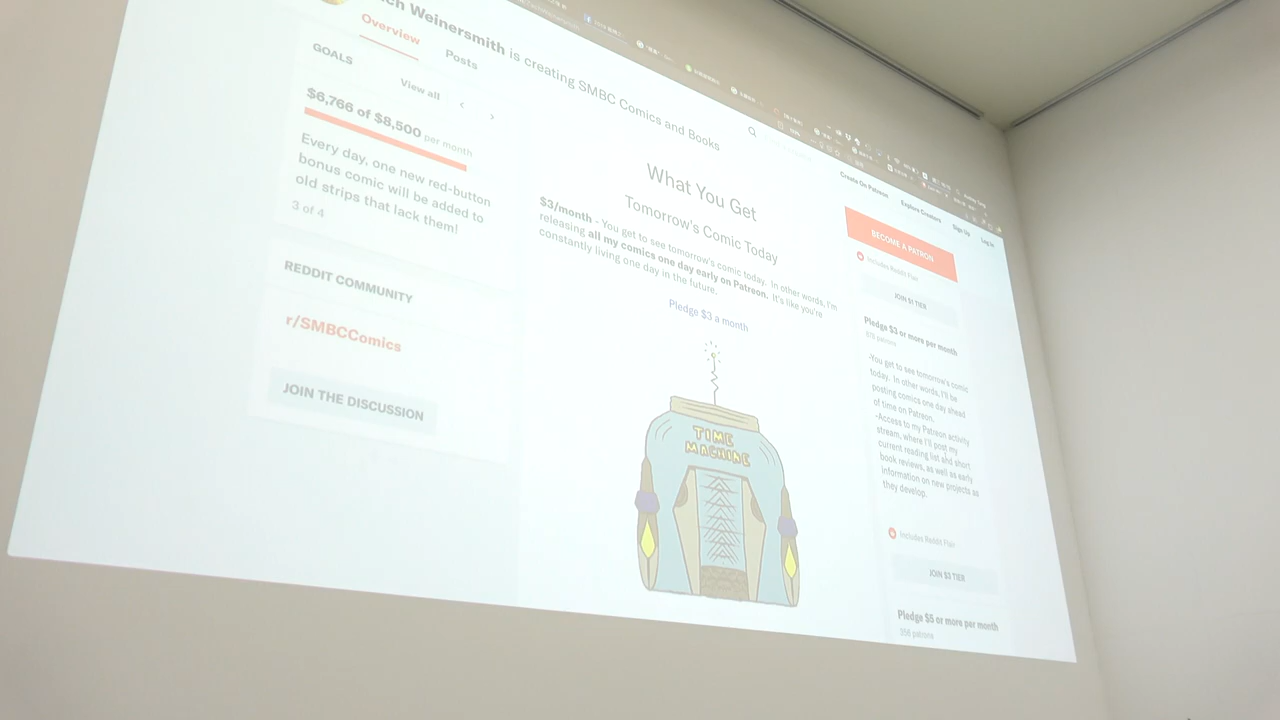 Weinersmith is creating SMBC Comics and Books
Overview
Posts
GOALS
View all
$6,766 of $8,500 per month
Every day, one new red-button
bonus comic will be added to
old strips that lack them!
3 of 4
REDDIT COMMUNITY
r/SMBCComics
JOIN THE DISCUSSION
What You Get
Tomorrow's Comic Today
$3/month - You get to see tomorrow's comic today. In other words, I'm
releasing all my comics one day early on Patreon. It's like you're
constantly living one day in the future.
Pledge $3 a month
TIME
MACHINE
Create On Patreon
Explore Creators
Sign Up
Log In
BECOME A PATRON
Includes Reddit Flair
JOIN $1 TIER
Pledge $3 or more per month
patrons
-You get to see tomorrow's comic
today. In other words, I'll be
posting comics one day ahead
of time on Patreon.
-Access to my Patreon activity
stream, where I'll post my
current reading list and short
book reviews, as well as early
information on new projects as
they develop.
Includes Reddit Flair
JOIN $3 TIER
Pledge $5 or more per month
556 patrons